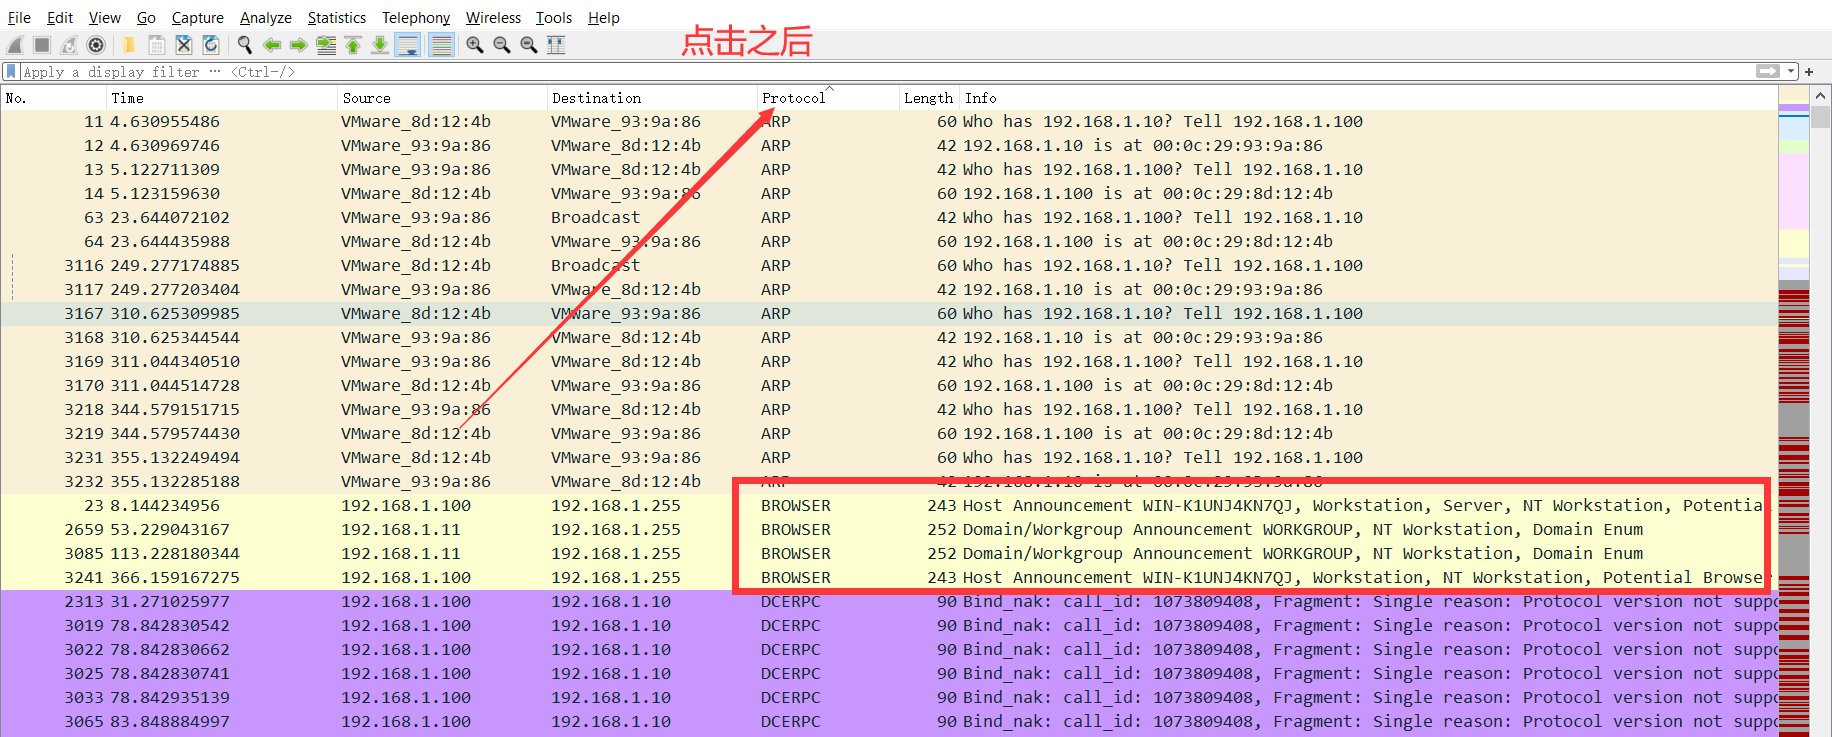 File Edit View Go Capture Analyze Statistics Telephony Wireless Tools Help
点击之后
Apply a display filter ··· <Ctrl-/>
No. Time Source Destination Protocol Length Info
11 4.630955486 VMware_8d:12:4b VMware_93:9a:86 ARP 60 Who has 192.168.1.10? Tell 192.168.1.100
12 4.630969746 VMware_93:9a:86 VMware_8d:12:4b ARP 42 192.168.1.10 is at 00:0c:29:93:9a:86
13 5.122711309 VMware_93:9a:86 VMware_8d:12:4b ARP 42 Who has 192.168.1.100? Tell 192.168.1.10
14 5.123159630 VMware_8d:12:4b VMware_93:9a:86 ARP 60 192.168.1.100 is at 00:0c:29:8d:12:4b
63 23.644072102 VMware_93:9a:86 Broadcast ARP 42 Who has 192.168.1.100? Tell 192.168.1.10
64 23.644435988 VMware_8d:12:4b VMware_93:9a:86 ARP 60 192.168.1.100 is at 00:0c:29:8d:12:4b
3116 249.277174885 VMware_8d:12:4b Broadcast ARP 60 Who has 192.168.1.10? Tell 192.168.1.100
3117 249.277203404 VMware_93:9a:86 VMware_8d:12:4b ARP 42 192.168.1.10 is at 00:0c:29:93:9a:86
3167 310.625309985 VMware_8d:12:4b VMware_93:9a:86 ARP 60 Who has 192.168.1.10? Tell 192.168.1.100
3168 310.625344544 VMware_93:9a:86 VMware_8d:12:4b ARP 42 192.168.1.10 is at 00:0c:29:93:9a:86
3169 311.044340510 VMware_93:9a:86 VMware_8d:12:4b ARP 42 Who has 192.168.1.100? Tell 192.168.1.10
3170 311.044514728 VMware_8d:12:4b VMware_93:9a:86 ARP 60 192.168.1.100 is at 00:0c:29:8d:12:4b
3218 344.579151715 VMware_93:9a:86 VMware_8d:12:4b ARP 42 Who has 192.168.1.100? Tell 192.168.1.10
3219 344.579574430 VMware_8d:12:4b VMware_93:9a:86 ARP 60 192.168.1.100 is at 00:0c:29:8d:12:4b
3231 355.132249494 VMware_8d:12:4b VMware_93:9a:86 ARP 60 Who has 192.168.1.10? Tell 192.168.1.100
3232 355.132285188 VMware_93:9a:86 VMware_8d:12:4b ARP 42 192.168.1.10 is at 00:0c:29:93:9a:86
23 8.144234956 192.168.1.100 192.168.1.255 BROWSER 243 Host Announcement WIN-K1UNJ4KN7QJ, Workstation, Server, NT Workstation, Potential
2659 53.229043167 192.168.1.11 192.168.1.255 BROWSER 252 Domain/Workgroup Announcement WORKGROUP, NT Workstation, Domain Enum
3085 113.228180344 192.168.1.11 192.168.1.255 BROWSER 252 Domain/Workgroup Announcement WORKGROUP, NT Workstation, Domain Enum
3241 366.159167275 192.168.1.100 192.168.1.255 BROWSER 243 Host Announcement WIN-K1UNJ4KN7QJ, Workstation, NT Workstation, Potential Browser
2313 31.271025977 192.168.1.100 192.168.1.10 DCERPC 90 Bind_nak: call_id: 1073809408, Fragment: Single reason: Protocol version not suppo
3019 78.842830542 192.168.1.100 192.168.1.10 DCERPC 90 Bind_nak: call_id: 1073809408, Fragment: Single reason: Protocol version not suppo
3022 78.842830662 192.168.1.100 192.168.1.10 DCERPC 90 Bind_nak: call_id: 1073809408, Fragment: Single reason: Protocol version not suppo
3025 78.842830741 192.168.1.100 192.168.1.10 DCERPC 90 Bind_nak: call_id: 1073809408, Fragment: Single reason: Protocol version not suppo
3033 78.842935139 192.168.1.100 192.168.1.10 DCERPC 90 Bind_nak: call_id: 1073809408, Fragment: Single reason: Protocol version not suppo
3065 83.848884997 192.168.1.100 192.168.1.10 DCERPC 90 Bind_nak: call_id: 1073809408, Fragment: Single reason: Protocol version not suppo